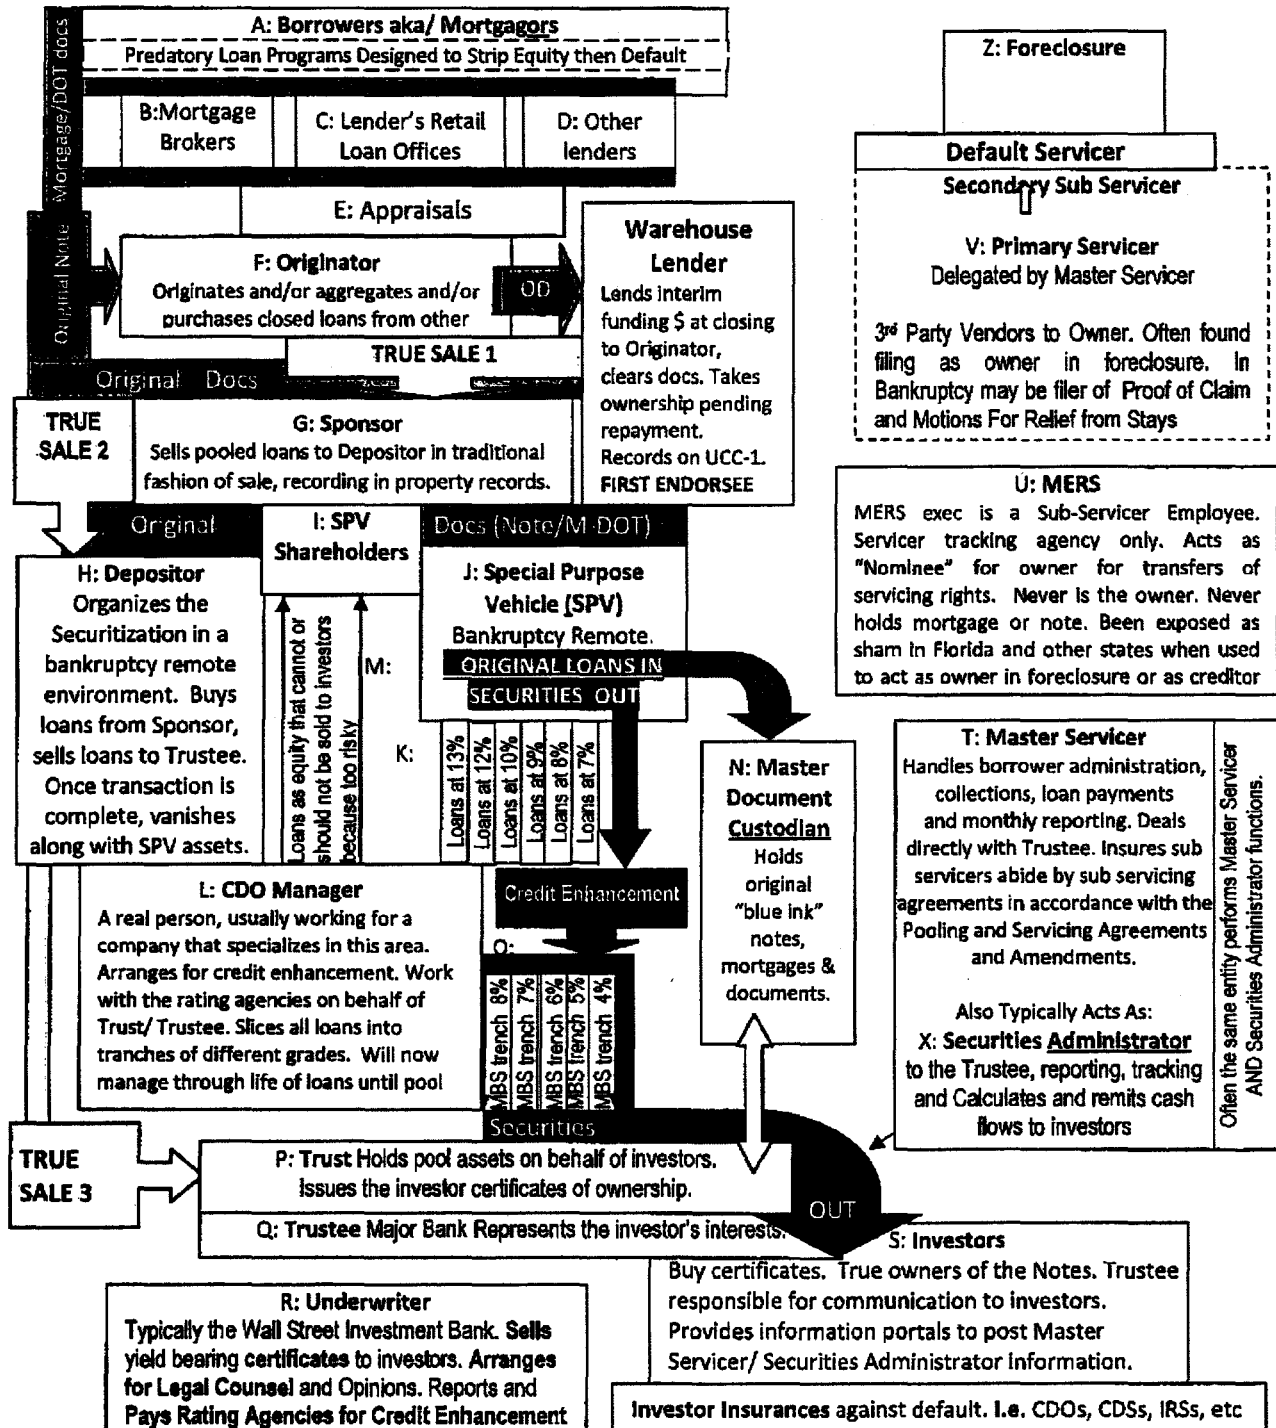 A: Borrowers aka/ Mortgagors
Predatory Loan Programs Designed to Strip Equity then Default
Mortgage/DOT docs
Original Note
B:Mortgage
Brokers
C: Lender's Retail
Loan Offices
D: Other
lenders
E: Appraisals
F: Originator
Originates and/or aggregates and/or
purchases closed loans from other
OD
Warehouse
Lender
Lends interim
funding $ at closing
to Originator,
clears docs. Takes
ownership pending
repayment.
Records on UCC-1.
FIRST ENDORSEE
TRUE SALE 1
Original Docs
TRUE
SALE 2
G: Sponsor
Sells pooled loans to Depositor in traditional
fashion of sale, recording in property records.
Original
I: SPV
Shareholders
Docs (Note/M-DOT)
H: Depositor
Organizes the
Securitization in a
bankruptcy remote
environment. Buys
loans from Sponsor,
sells loans to Trustee.
Once transaction is
complete, vanishes
along with SPV assets.
Loans as equity that cannot or
should not be sold to investors
because too risky
M:
K:
J: Special Purpose
Vehicle (SPV)
Bankruptcy Remote.
ORIGINAL LOANS IN
SECURITIES OUT
Loans at 13%
Loans at 12%
Loans at 10%
Loans at 9%
Loans at 8%
Loans at 7%
N: Master
Document
Custodian
Holds
original
"blue ink"
notes,
mortgages &
documents.
L: CDO Manager
A real person, usually working for a
company that specializes in this area.
Arranges for credit enhancement. Work
with the rating agencies on behalf of
Trust/ Trustee. Slices all loans into
tranches of different grades. Will now
manage through life of loans until pool
Credit Enhancement
O:
MBS trench 8%
MBS trench 7%
MBS trench 6%
MBS trench 5%
MBS trench 4%
Securities
OUT
TRUE
SALE 3
P: Trust Holds pool assets on behalf of investors.
Issues the investor certificates of ownership.
Q: Trustee Major Bank Represents the investor's interests.
R: Underwriter
Typically the Wall Street Investment Bank. Sells
yield bearing certificates to investors. Arranges
for Legal Counsel and Opinions. Reports and
Pays Rating Agencies for Credit Enhancement
S: Investors
Buy certificates. True owners of the Notes. Trustee
responsible for communication to investors.
Provides information portals to post Master
Servicer/ Securities Administrator Information.
Investor Insurances against default. I.e. CDOs, CDSs, IRSs, etc
Z: Foreclosure
Default Servicer
Secondary Sub Servicer
V: Primary Servicer
Delegated by Master Servicer
3rd Party Vendors to Owner. Often found
filing as owner in foreclosure. In
Bankruptcy may be filer of Proof of Claim
and Motions For Relief from Stays
U: MERS
MERS exec is a Sub-Servicer Employee.
Servicer tracking agency only. Acts as
"Nominee" for owner for transfers of
servicing rights. Never is the owner. Never
holds mortgage or note. Been exposed as
sham in Florida and other states when used
to act as owner in foreclosure or as creditor
T: Master Servicer
Handles borrower administration,
collections, loan payments
and monthly reporting. Deals
directly with Trustee. Insures sub
servicers abide by sub servicing
agreements in accordance with the
Pooling and Servicing Agreements
and Amendments.
Also Typically Acts As:
X: Securities Administrator
to the Trustee, reporting, tracking
and Calculates and remits cash
flows to investors
Often the same entity performs Master Servicer
AND Securities Administrator functions.